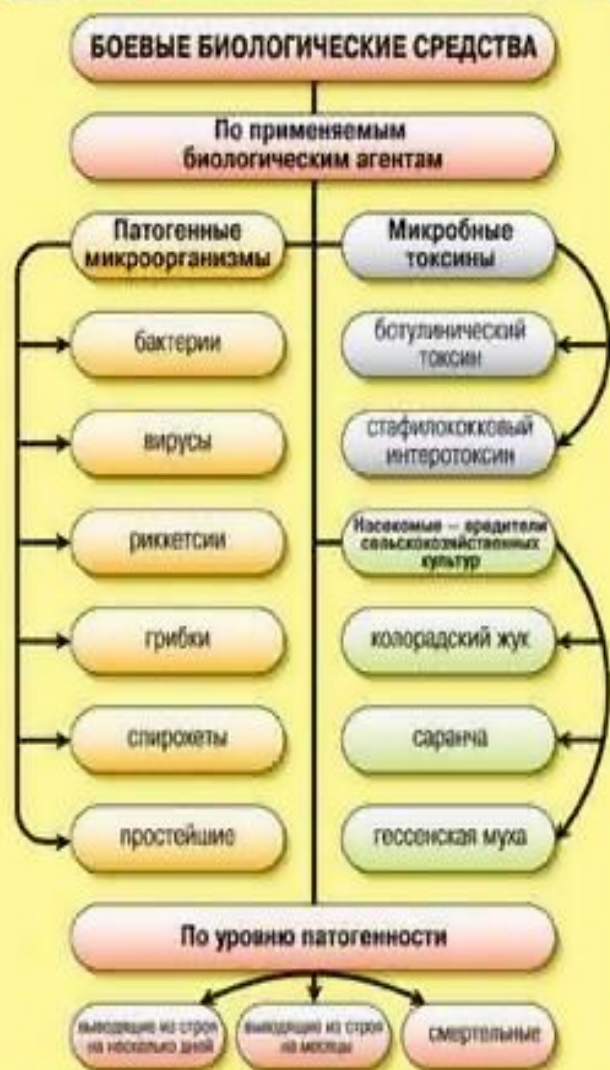 БОЕВЫЕ БИОЛОГИЧЕСКИЕ СРЕДСТВА
По применяемым
биологическим агентам
Патогенные
микроорганизмы
бактерии
вирусы
риккетсии
грибки
спирохеты
простейшие
Микробные
токсины
ботулинический
токсин
стафилококковый
интеротоксин
Насекомые – вредители
сельскохозяйственных
культур
колорадский жук
саранча
гессенская муха
По уровню патогенности
выводящие из строя
на несколько дней
выводящие из строя
на месяцы
смертельные